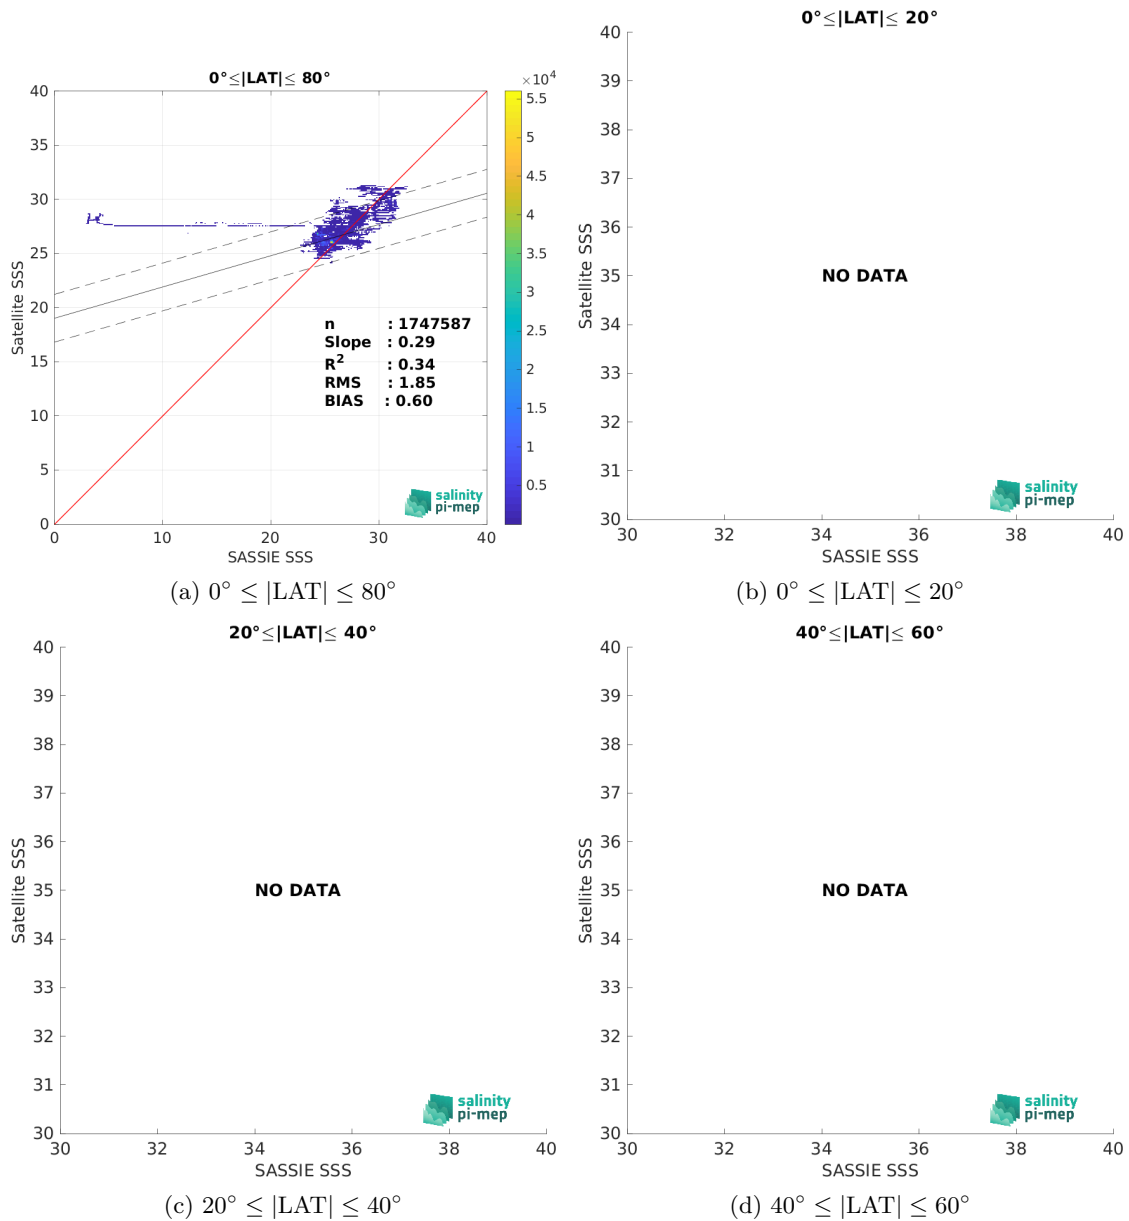 0°≤|LAT|≤ 80°
×10⁴
40
35
30
25
20
15
10
5
0
0
10
20
30
40
5.5
5
4.5
4
3.5
3
2.5
2
1.5
1
0.5
n : 1747587
Slope : 0.29
R² : 0.34
RMS : 1.85
BIAS : 0.60
Satellite SSS
SASSIE SSS
salinity
pi-mep
(a) 0° ≤ |LAT| ≤ 80°
0°≤|LAT|≤ 20°
40
39
38
37
36
35
34
33
32
31
30
30
32
34
36
38
40
NO DATA
Satellite SSS
SASSIE SSS
salinity
pi-mep
(b) 0° ≤ |LAT| ≤ 20°
20°≤|LAT|≤ 40°
40
39
38
37
36
35
34
33
32
31
30
30
32
34
36
38
40
NO DATA
Satellite SSS
SASSIE SSS
salinity
pi-mep
(c) 20° ≤ |LAT| ≤ 40°
40°≤|LAT|≤ 60°
40
39
38
37
36
35
34
33
32
31
30
30
32
34
36
38
40
NO DATA
Satellite SSS
SASSIE SSS
salinity
pi-mep
(d) 40° ≤ |LAT| ≤ 60°